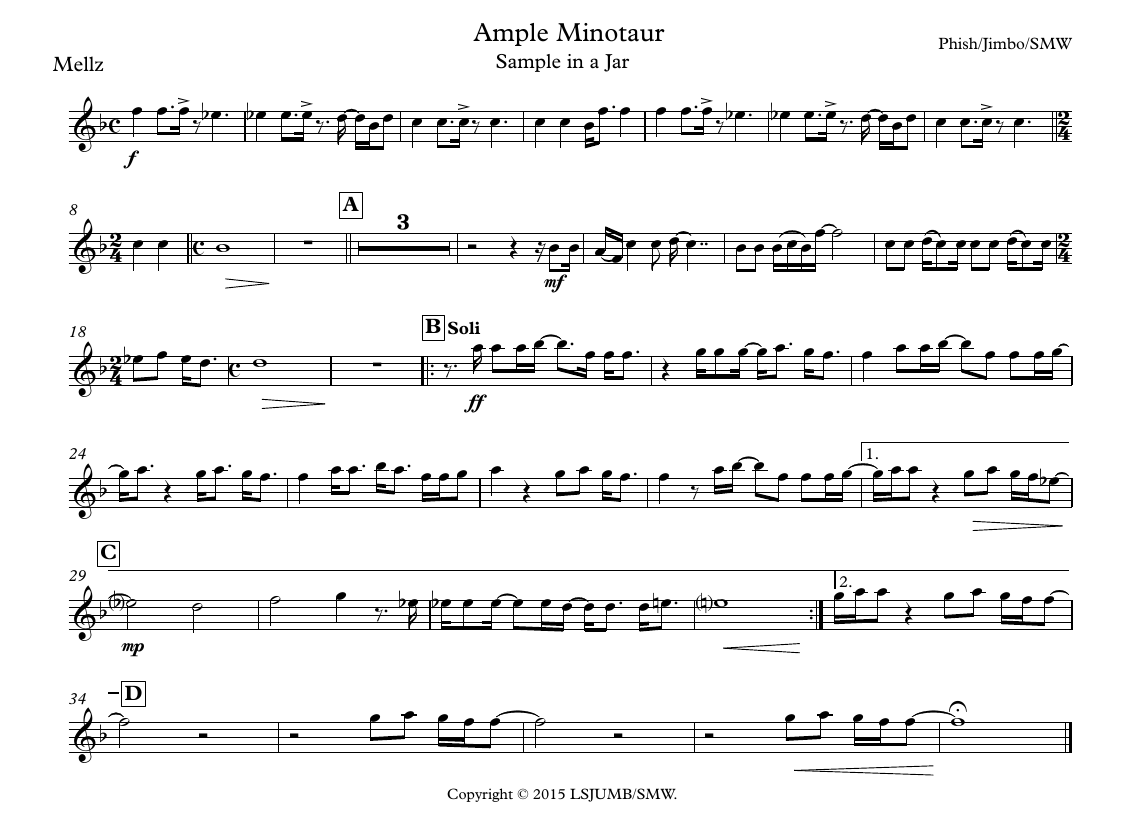 Ample Minotaur
Phish/Jimbo/SMW
Sample in a Jar
Mellz
f
8
A
3
mf
18
B Soli
ff
24
1.
C
29
2.
mp
34
D
Copyright © 2015 LSJUMB/SMW.